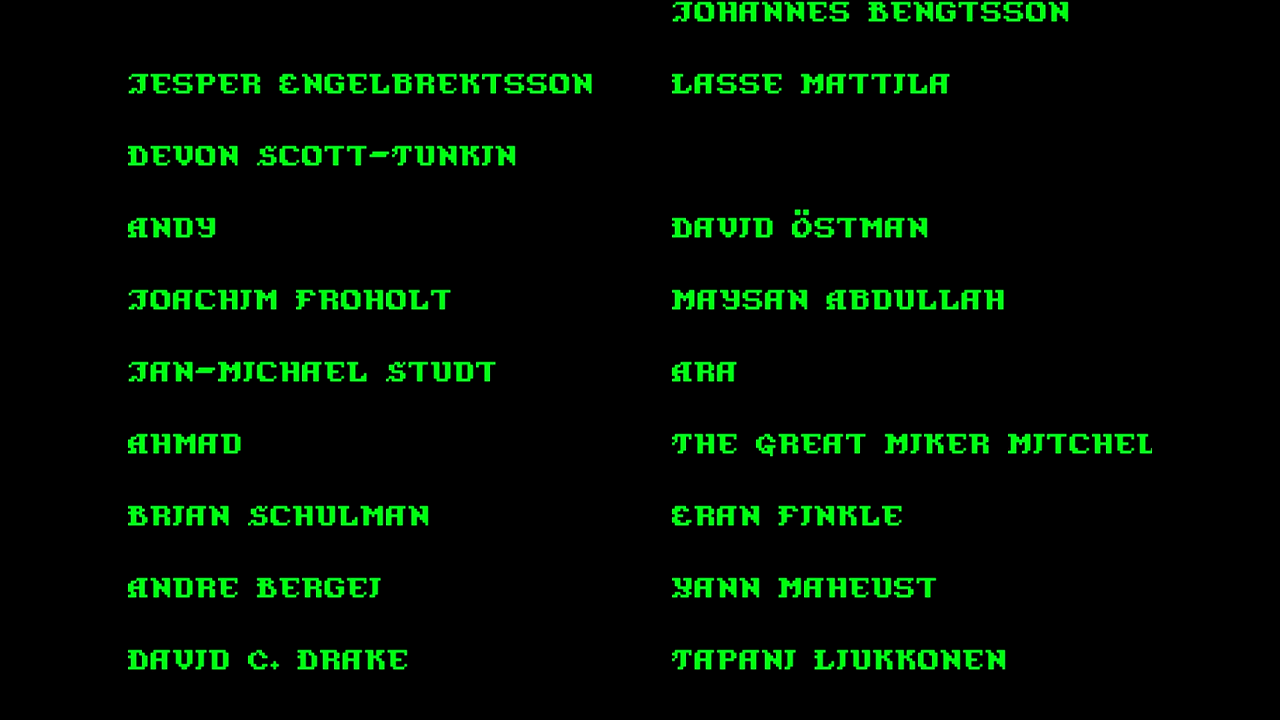 JOHANNES BENGTSSON
JESPER ENGELBREKTSSON
LASSE MATTILA
DEVON SCOTT-TUNKIN
ANDY
DAVID ÖSTMAN
JOACHIM FROHOLT
MAYSAN ABDULLAH
JAN-MICHAEL STUDT
ARA
AHMAD
THE GREAT MIKER MITCHEL
BRIAN SCHULMAN
ERAN FINKLE
ANDRE BERGEI
YANN MAHEUST
DAVID C. DRAKE
TAPANI LIUKKONEN